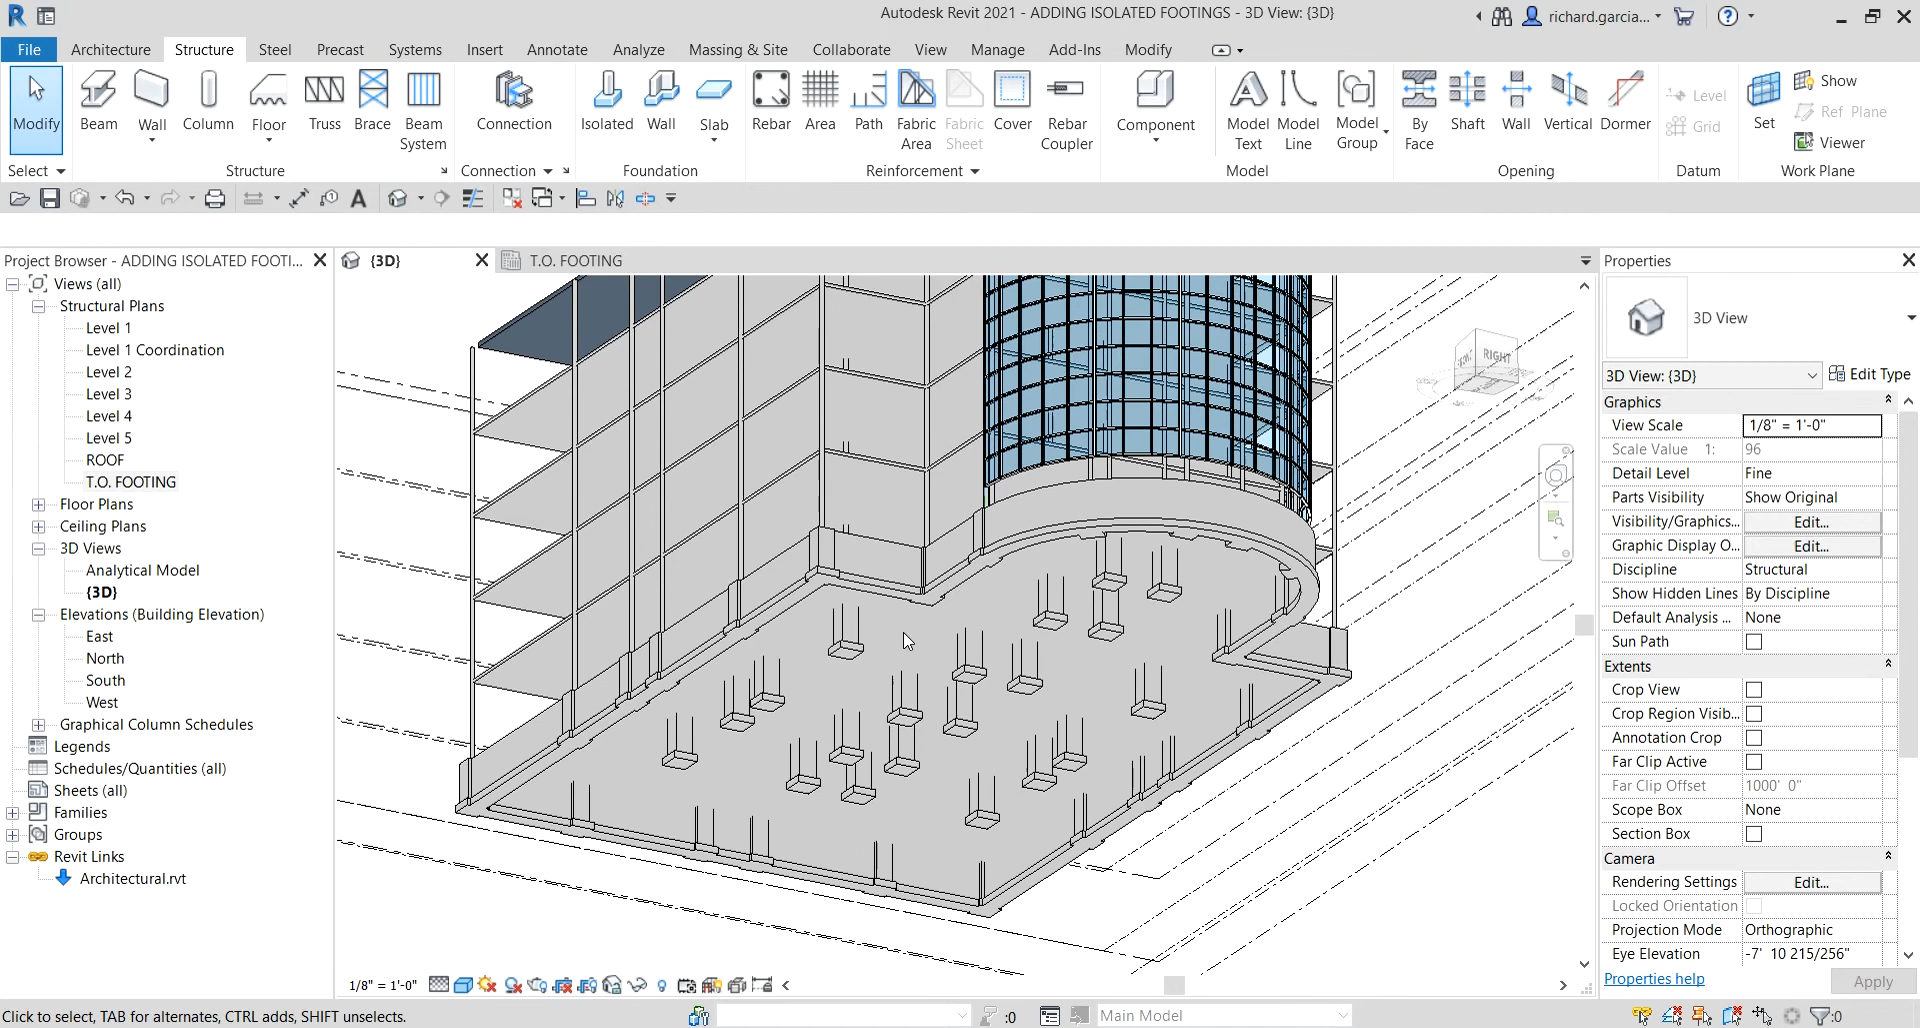 Autodesk Revit 2021 - ADDING ISOLATED FOOTINGS - 3D View: {3D}
richard.garcia...
File Architecture Structure Steel Precast Systems Insert Annotate Analyze Massing & Site Collaborate View Manage Add-Ins Modify
Modify Beam Wall Column Floor Truss Brace Beam System Connection Isolated Wall Slab Rebar Area Path Fabric Area Fabric Sheet Cover Rebar Coupler Component Model Text Model Line Model Group By Face Shaft Wall Vertical Dormer Level Grid Set Show Ref Plane Viewer
Select Structure Connection Foundation Reinforcement Model Opening Datum Work Plane
Project Browser - ADDING ISOLATED FOOTI...
Views (all)
Structural Plans
Level 1
Level 1 Coordination
Level 2
Level 3
Level 4
Level 5
ROOF
T.O. FOOTING
Floor Plans
Ceiling Plans
3D Views
Analytical Model
{3D}
Elevations (Building Elevation)
East
North
South
West
Graphical Column Schedules
Legends
Schedules/Quantities (all)
Sheets (all)
Families
Groups
Revit Links
Architectural.rvt
{3D} T.O. FOOTING
RIGHT
1/8" = 1'-0"
Properties
3D View
3D View: {3D} Edit Type
Graphics
View Scale 1/8" = 1'-0"
Scale Value 1: 96
Detail Level Fine
Parts Visibility Show Original
Visibility/Graphics... Edit...
Graphic Display O... Edit...
Discipline Structural
Show Hidden Lines By Discipline
Default Analysis ... None
Sun Path
Extents
Crop View
Crop Region Visib...
Annotation Crop
Far Clip Active
Far Clip Offset 1000' 0"
Scope Box None
Section Box
Camera
Rendering Settings Edit...
Locked Orientation
Projection Mode Orthographic
Eye Elevation -7' 10 215/256"
Properties help Apply
Click to select, TAB for alternates, CTRL adds, SHIFT unselects. :0 Main Model :0